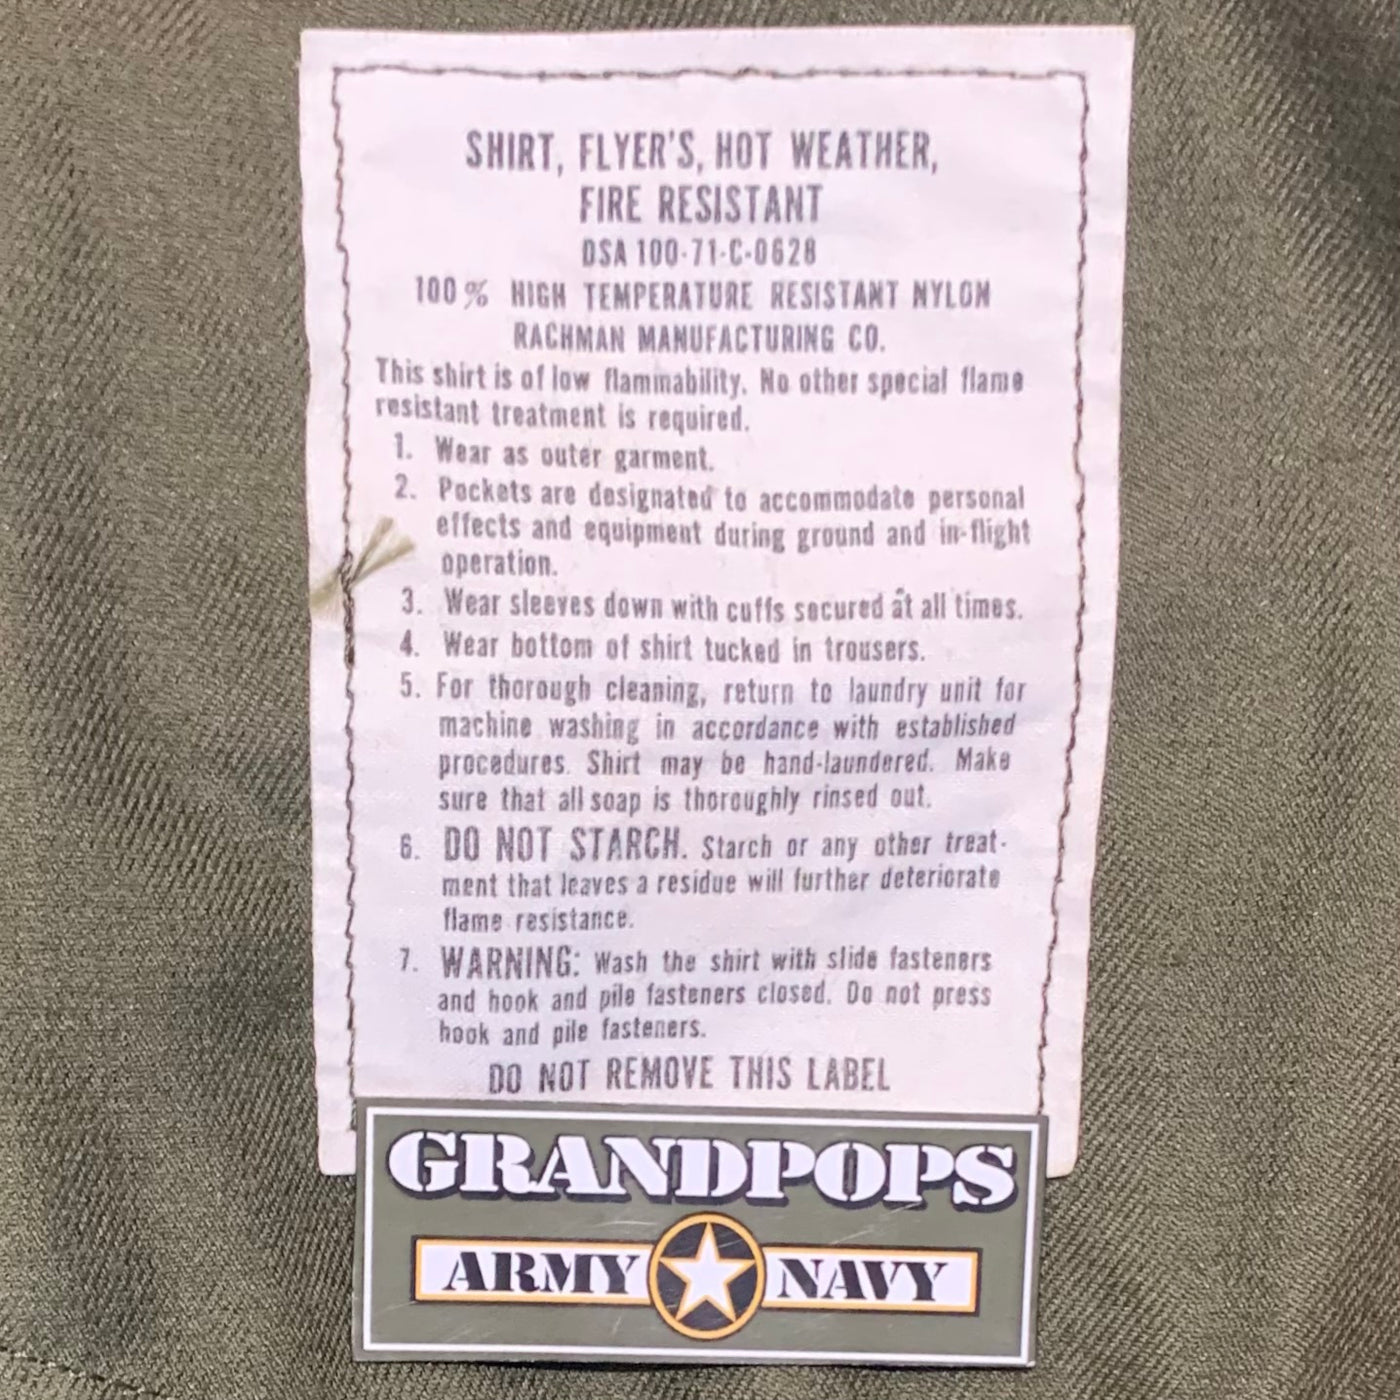 SHIRT, FLYER'S, HOT WEATHER,
FIRE RESISTANT
DSA 100-71-C-0628
100% HIGH TEMPERATURE RESISTANT NYLON
RACHMAN MANUFACTURING CO.
This shirt is of low flammability. No other special flame
resistant treatment is required.
1. Wear as outer garment.
2. Pockets are designated to accommodate personal
effects and equipment during ground and in-flight
operation.
3. Wear sleeves down with cuffs secured at all times.
4. Wear bottom of shirt tucked in trousers.
5. For thorough cleaning, return to laundry unit for
machine washing in accordance with established
procedures. Shirt may be hand-laundered. Make
sure that all soap is thoroughly rinsed out.
6. DO NOT STARCH. Starch or any other treat-
ment that leaves a residue will further deteriorate
flame resistance.
7. WARNING: Wash the shirt with slide fasteners
and hook and pile fasteners closed. Do not press
hook and pile fasteners.
DO NOT REMOVE THIS LABEL
GRANDPOPS
ARMY NAVY